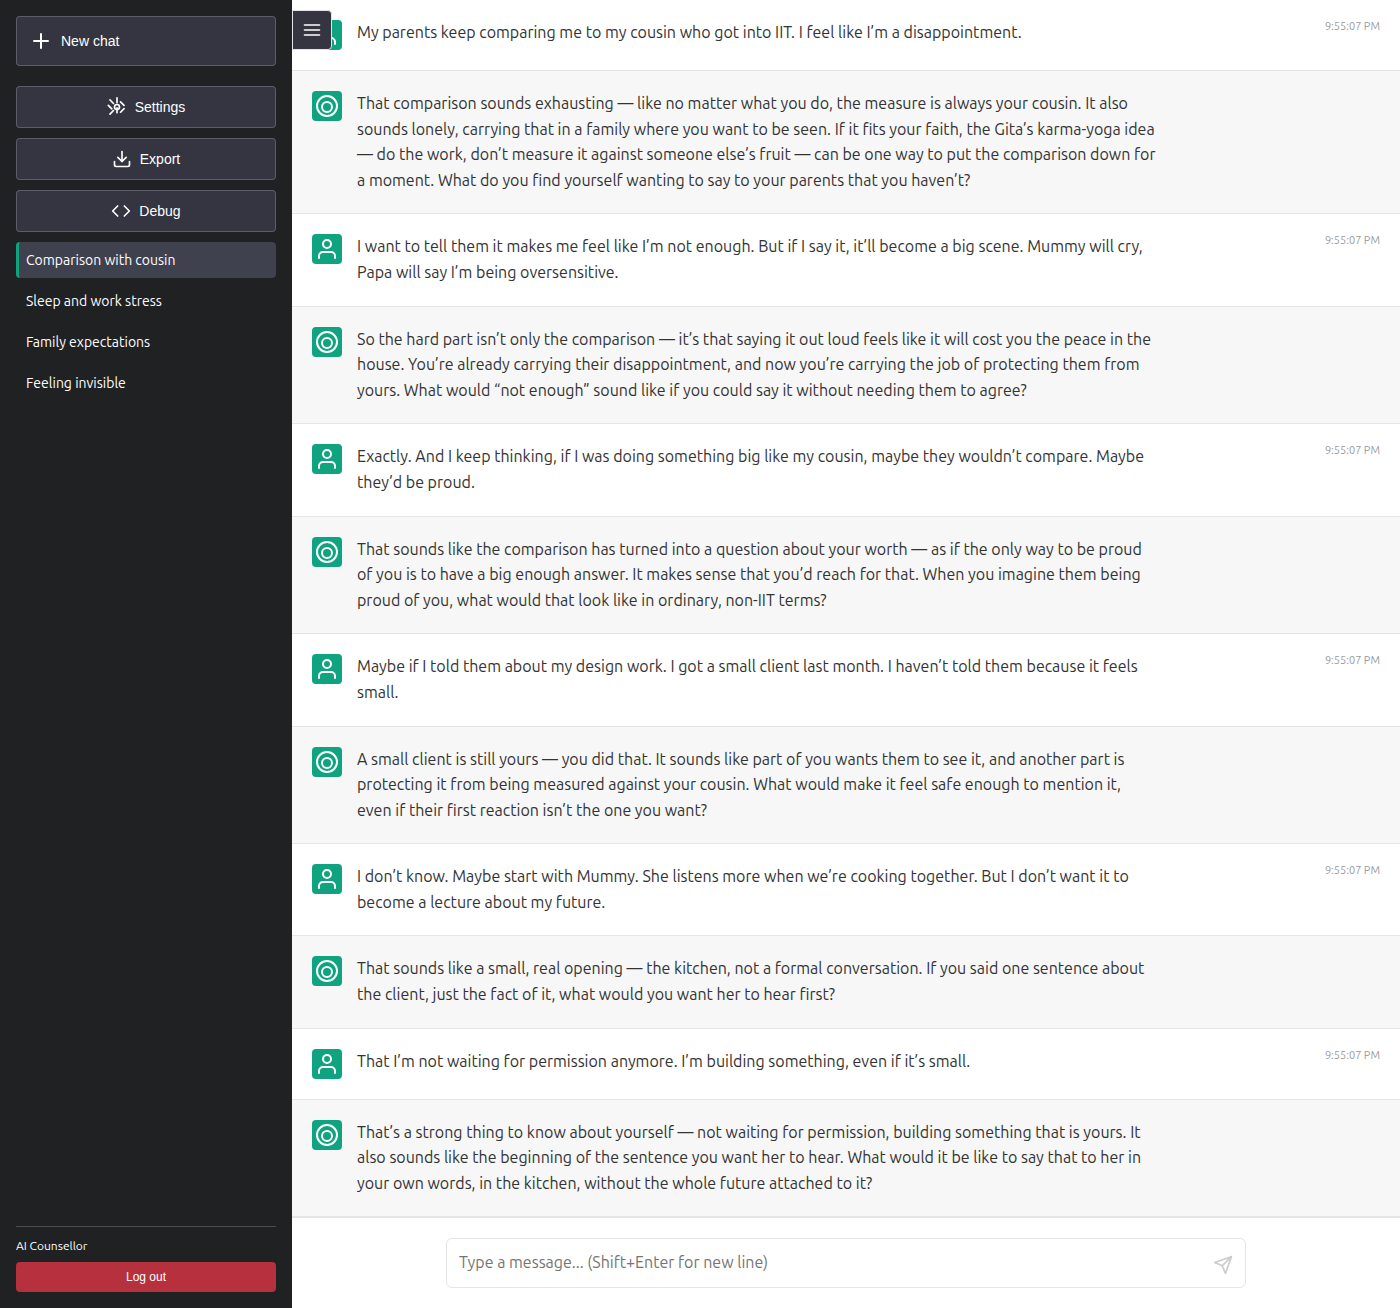 New chat
Settings
Export
Debug
Comparison with cousin
Sleep and work stress
Family expectations
Feeling invisible
AI Counsellor
Log out
My parents keep comparing me to my cousin who got into IIT. I feel like I’m a disappointment.
9:55:07 PM
That comparison sounds exhausting — like no matter what you do, the measure is always your cousin. It also
sounds lonely, carrying that in a family where you want to be seen. If it fits your faith, the Gita’s karma-yoga idea
— do the work, don’t measure it against someone else’s fruit — can be one way to put the comparison down for
a moment. What do you find yourself wanting to say to your parents that you haven’t?
I want to tell them it makes me feel like I’m not enough. But if I say it, it’ll become a big scene. Mummy will cry,
Papa will say I’m being oversensitive.
9:55:07 PM
So the hard part isn’t only the comparison — it’s that saying it out loud feels like it will cost you the peace in the
house. You’re already carrying their disappointment, and now you’re carrying the job of protecting them from
yours. What would “not enough” sound like if you could say it without needing them to agree?
Exactly. And I keep thinking, if I was doing something big like my cousin, maybe they wouldn’t compare. Maybe
they’d be proud.
9:55:07 PM
That sounds like the comparison has turned into a question about your worth — as if the only way to be proud
of you is to have a big enough answer. It makes sense that you’d reach for that. When you imagine them being
proud of you, what would that look like in ordinary, non-IIT terms?
Maybe if I told them about my design work. I got a small client last month. I haven’t told them because it feels
small.
9:55:07 PM
A small client is still yours — you did that. It sounds like part of you wants them to see it, and another part is
protecting it from being measured against your cousin. What would make it feel safe enough to mention it,
even if their first reaction isn’t the one you want?
I don’t know. Maybe start with Mummy. She listens more when we’re cooking together. But I don’t want it to
become a lecture about my future.
9:55:07 PM
That sounds like a small, real opening — the kitchen, not a formal conversation. If you said one sentence about
the client, just the fact of it, what would you want her to hear first?
That I’m not waiting for permission anymore. I’m building something, even if it’s small.
9:55:07 PM
That’s a strong thing to know about yourself — not waiting for permission, building something that is yours. It
also sounds like the beginning of the sentence you want her to hear. What would it be like to say that to her in
your own words, in the kitchen, without the whole future attached to it?
Type a message... (Shift+Enter for new line)